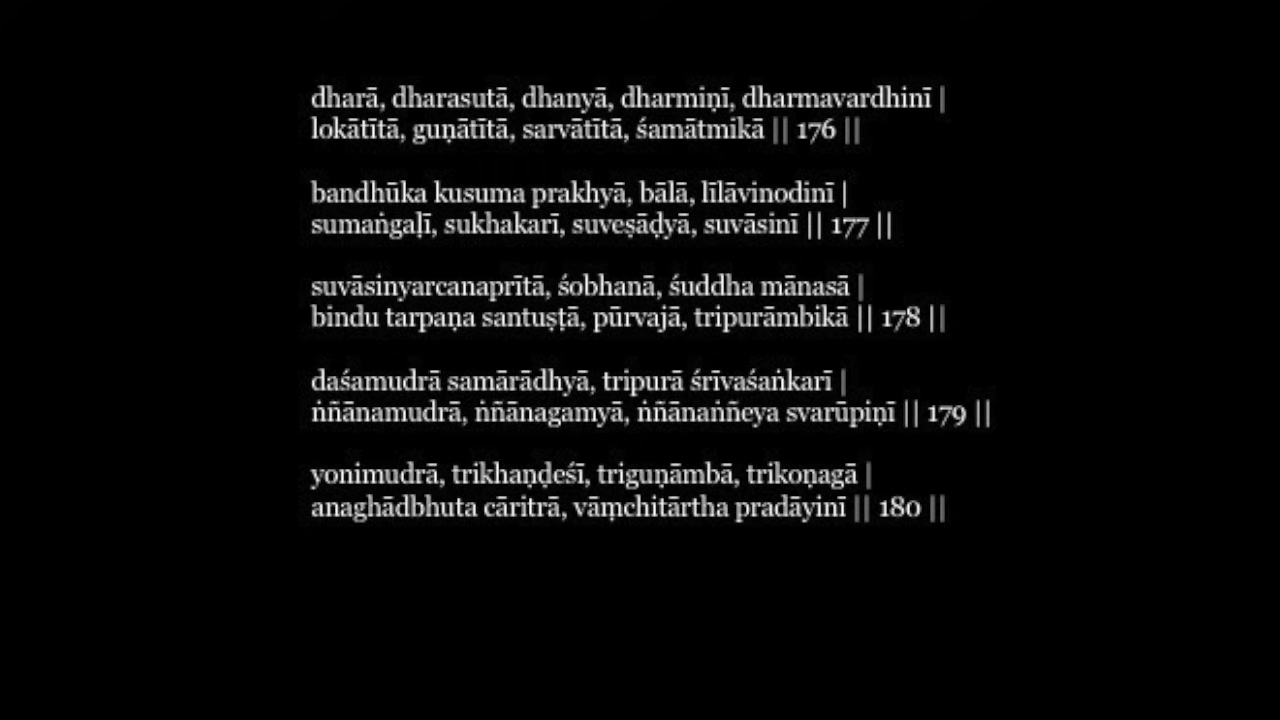 dharā, dharasutā, dhanyā, dharmiṇī, dharmavardhinī |
lokātītā, guṇātītā, sarvātītā, śamātmikā || 176 ||
bandhūka kusuma prakhyā, bālā, līlāvinodinī |
sumaṅgaḷī, sukhakarī, suveṣāḍyā, suvāsinī || 177 ||
suvāsinyarcanaprītā, śobhanā, śuddha mānasā |
bindu tarpaṇa santuṣṭā, pūrvajā, tripurāmbikā || 178 ||
daśamudrā samārādhyā, tripurā śrīvaśaṅkarī |
ṅñānamudrā, ṅñānagamyā, ṅñānaṅñeya svarūpiṇī || 179 ||
yonimudrā, trikhaṇḍeśī, triguṇāmbā, trikoṇagā |
anaghādbhuta cāritrā, vāṃchitārtha pradāyinī || 180 ||